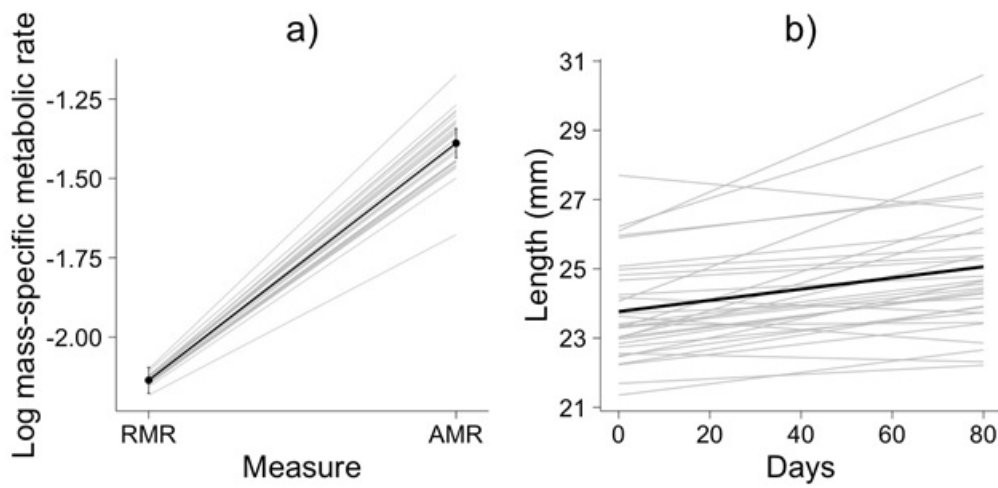 a)
Log mass-specific metabolic rate
-1.25
-1.50
-1.75
-2.00
RMR AMR
Measure
b)
Length (mm)
31
29
27
25
23
21
0 20 40 60 80
Days